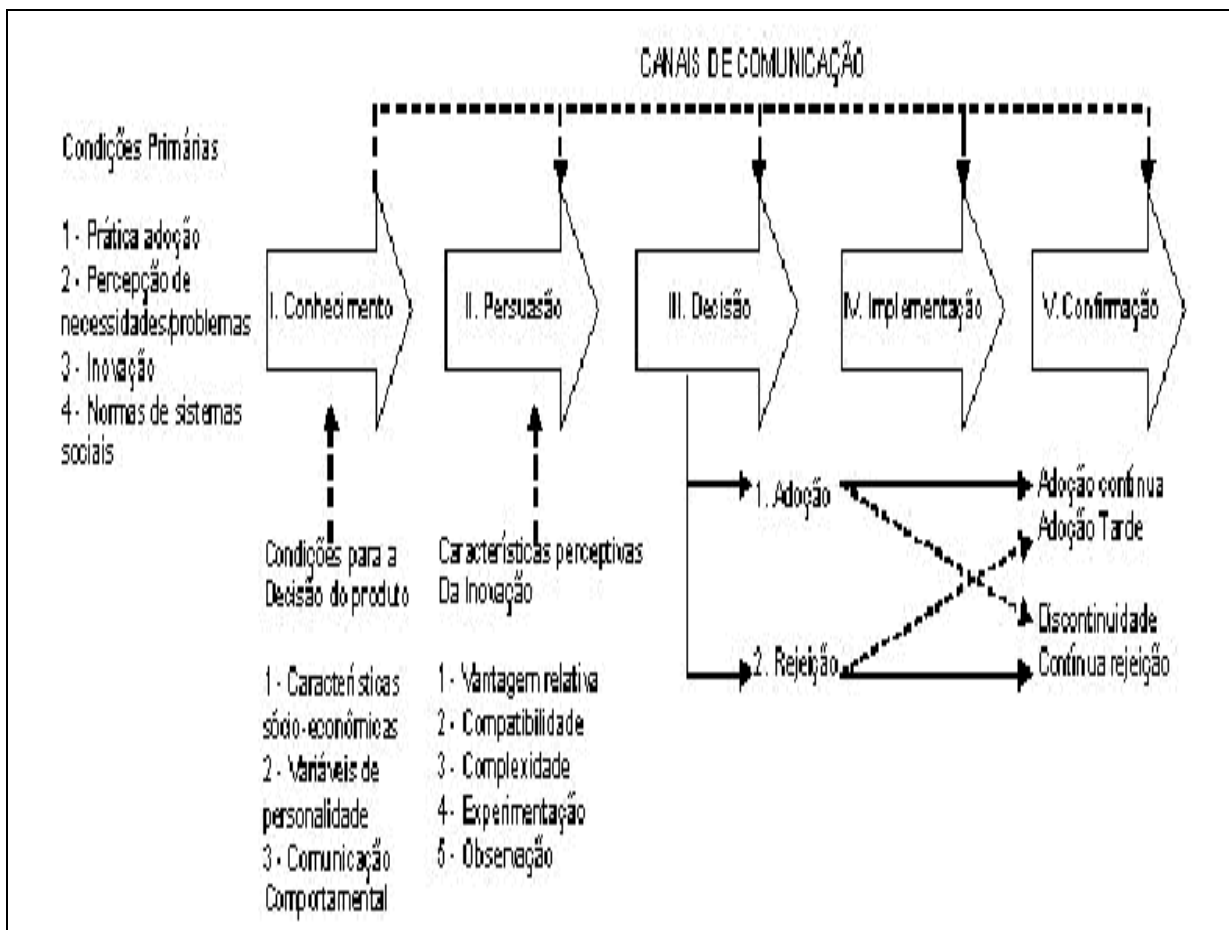 CANAIS DE COMUNICAÇÃO
Condições Primárias
1 - Prática adoção
2 - Percepção de
necessidades/problemas
3 - Inovação
4 - Normas de sistemas
sociais
I. Conhecimento
II. Persuasão
III. Decisão
IV. Implementação
V. Confirmação
Condições para a
Decisão do produto
1 - Características
sócio-econômicas
2 - Variáveis de
personalidade
3 - Comunicação
Comportamental
Características perceptivas
Da Inovação
1 - Vantagem relativa
2 - Compatibilidade
3 - Complexidade
4 - Experimentação
5 - Observação
1. Adoção
2. Rejeição
Adoção contínua
Adoção Tarde
Discontinuidade
Contínua rejeição